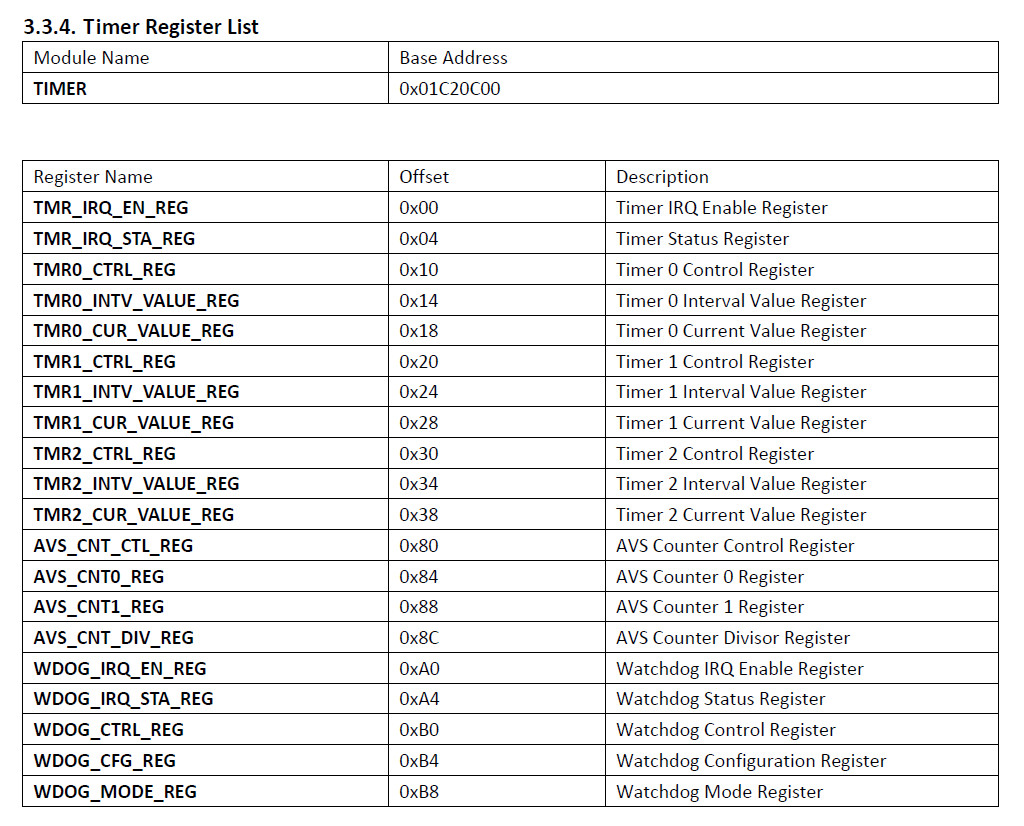 3.3.4. Timer Register List
Module Name Base Address
TIMER 0x01C20C00
Register Name Offset Description
TMR_IRQ_EN_REG 0x00 Timer IRQ Enable Register
TMR_IRQ_STA_REG 0x04 Timer Status Register
TMR0_CTRL_REG 0x10 Timer 0 Control Register
TMR0_INTV_VALUE_REG 0x14 Timer 0 Interval Value Register
TMR0_CUR_VALUE_REG 0x18 Timer 0 Current Value Register
TMR1_CTRL_REG 0x20 Timer 1 Control Register
TMR1_INTV_VALUE_REG 0x24 Timer 1 Interval Value Register
TMR1_CUR_VALUE_REG 0x28 Timer 1 Current Value Register
TMR2_CTRL_REG 0x30 Timer 2 Control Register
TMR2_INTV_VALUE_REG 0x34 Timer 2 Interval Value Register
TMR2_CUR_VALUE_REG 0x38 Timer 2 Current Value Register
AVS_CNT_CTL_REG 0x80 AVS Counter Control Register
AVS_CNT0_REG 0x84 AVS Counter 0 Register
AVS_CNT1_REG 0x88 AVS Counter 1 Register
AVS_CNT_DIV_REG 0x8C AVS Counter Divisor Register
WDOG_IRQ_EN_REG 0xA0 Watchdog IRQ Enable Register
WDOG_IRQ_STA_REG 0xA4 Watchdog Status Register
WDOG_CTRL_REG 0xB0 Watchdog Control Register
WDOG_CFG_REG 0xB4 Watchdog Configuration Register
WDOG_MODE_REG 0xB8 Watchdog Mode Register